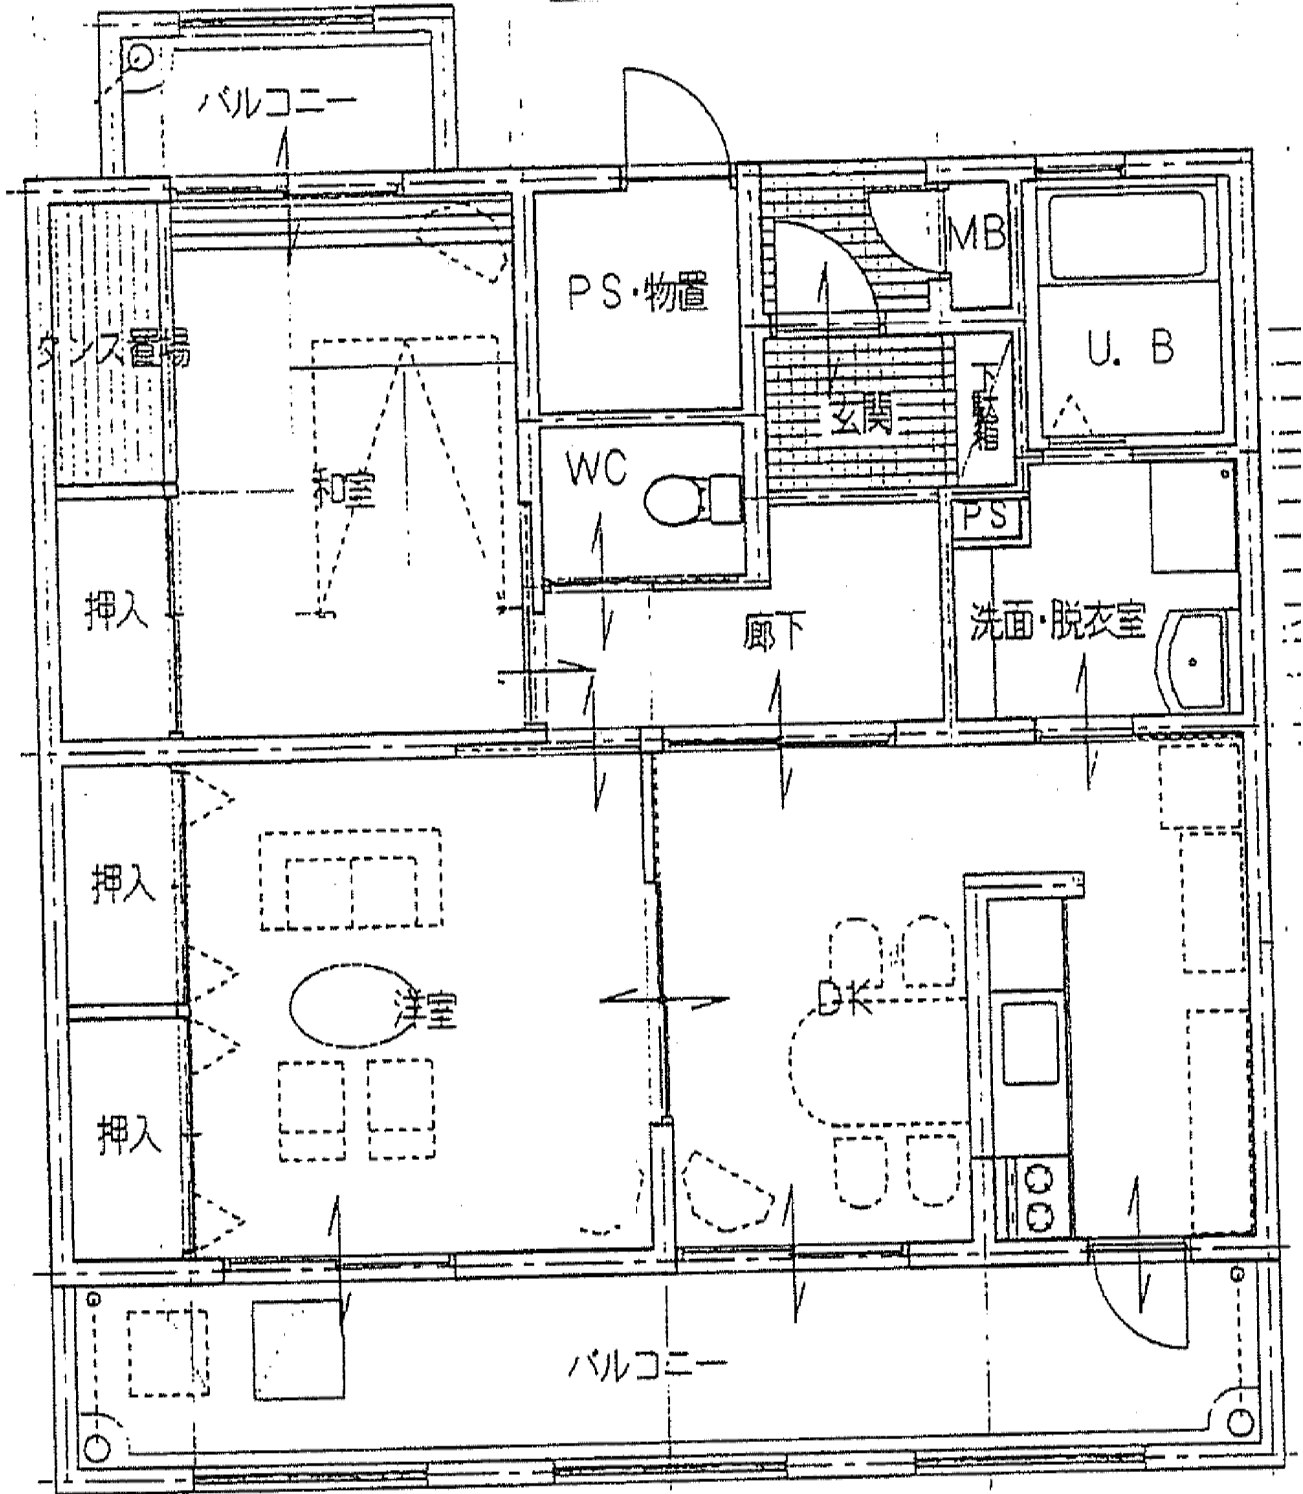 バルコニー
PS・物置
MB
U. B
タンス置場
玄関
下駄箱
WC
和室
PS
押入
廊下
洗面・脱衣室
押入
洋室
DK
押入
バルコニー